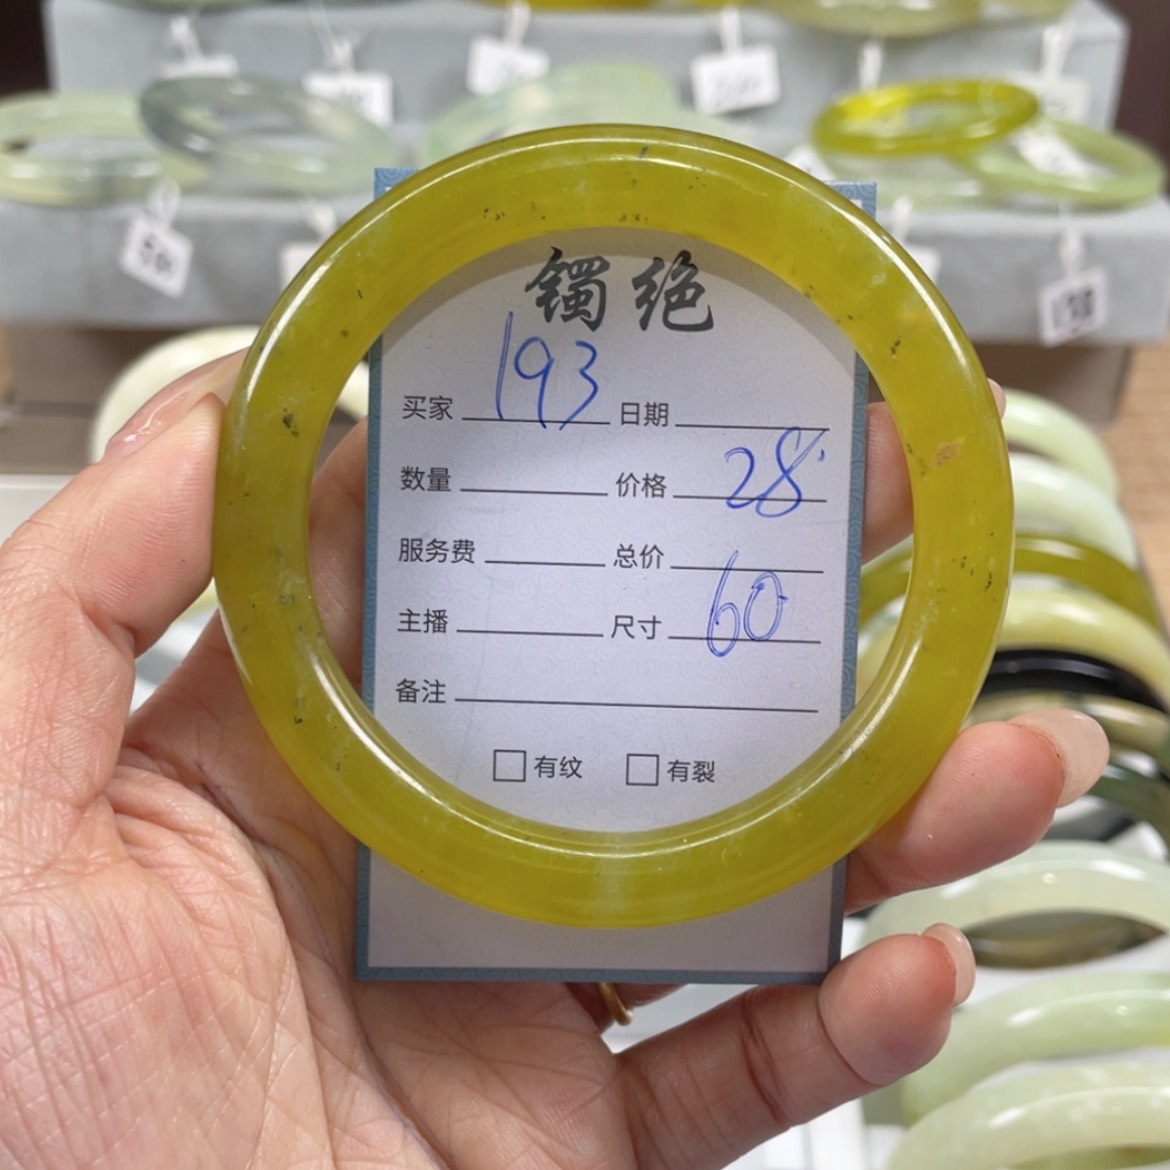 镯绝
买家 193 日期
数量 价格 28
服务费 总价
主播 尺寸 60
备注
有纹 有裂
198